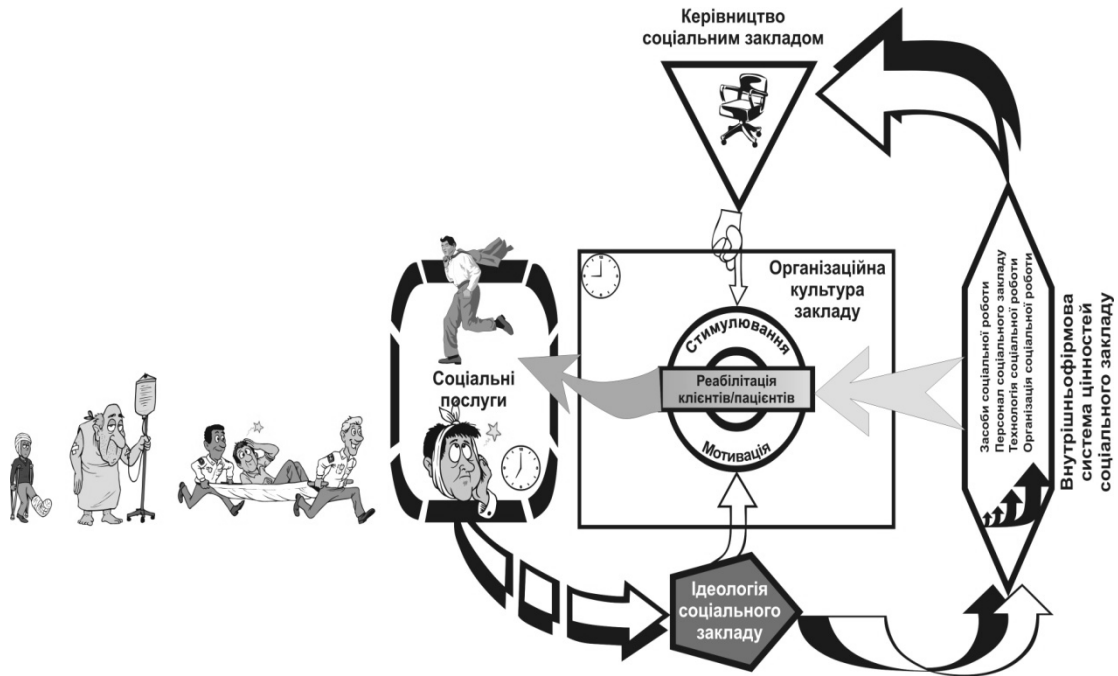 Керівництво
соціальним закладом
Організаційна
культура
закладу
Стимулювання
Реабілітація
клієнтів/пацієнтів
Мотивація
Соціальні
послуги
Ідеологія
соціального
закладу
Засоби соціальної роботи
Персонал соціального закладу
Технологія соціальної роботи
Організація соціальної роботи
Внутрішньофірмова
система цінностей
соціального закладу